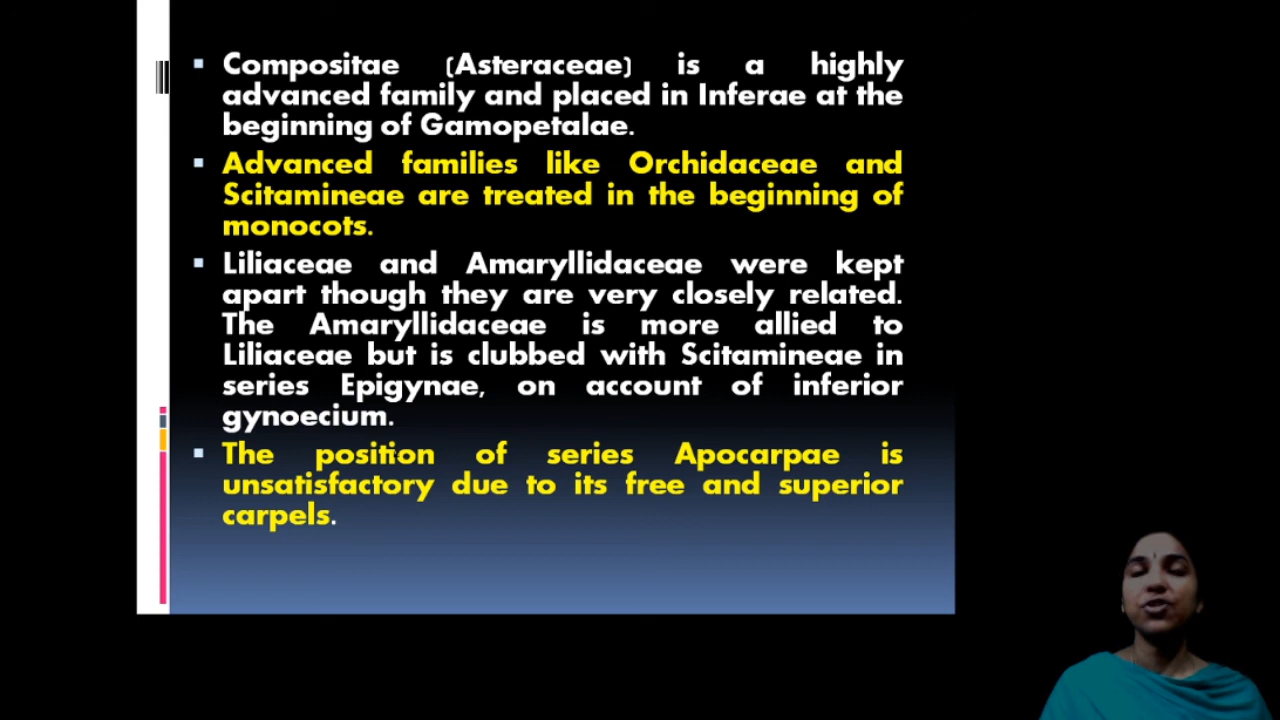 Compositae (Asteraceae) is a highly
advanced family and placed in Inferae at the
beginning of Gamopetalae.
Advanced families like Orchidaceae and
Scitamineae are treated in the beginning of
monocots.
Liliaceae and Amaryllidaceae were kept
apart though they are very closely related.
The Amaryllidaceae is more allied to
Liliaceae but is clubbed with Scitamineae in
series Epigynae, on account of inferior
gynoecium.
The position of series Apocarpae is
unsatisfactory due to its free and superior
carpels.